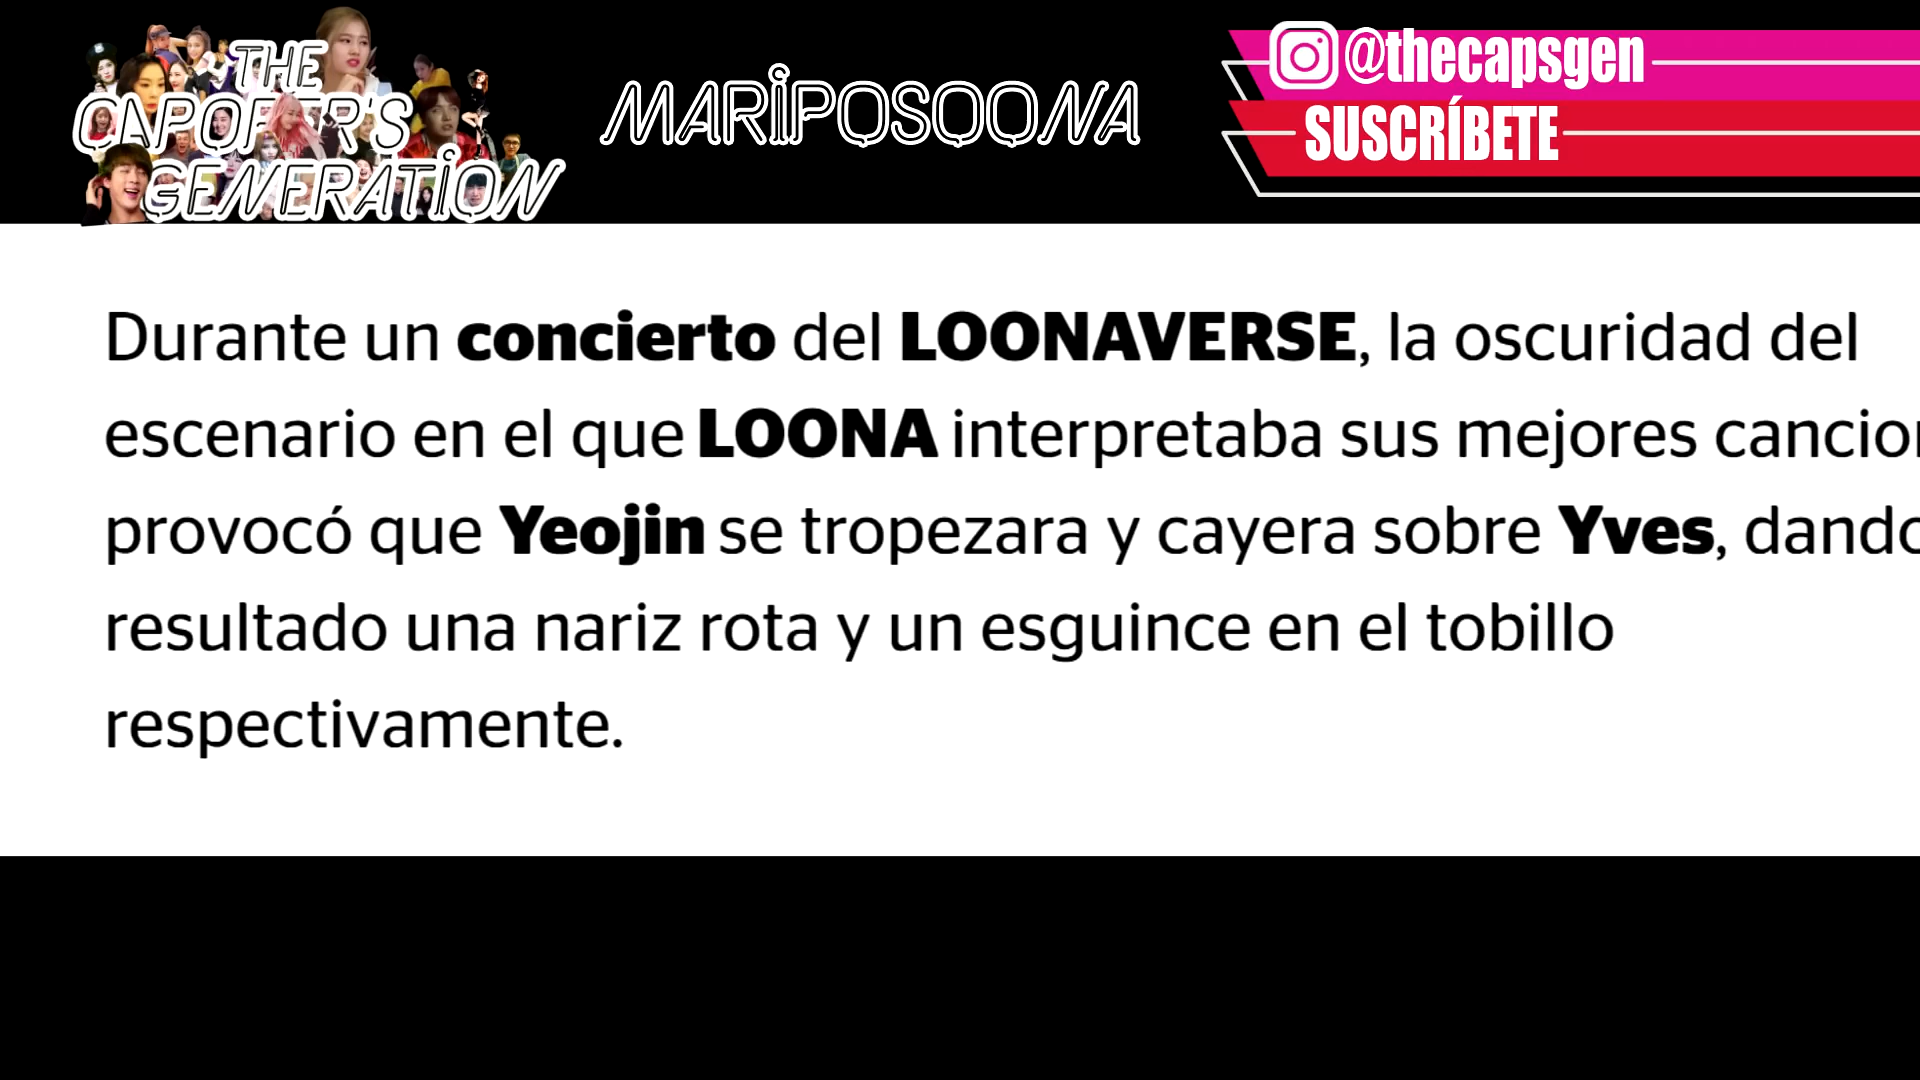 THE
CAPOFER'S
GENERATION
MARIPOSOONA
@thecapsgen
SUSCRÍBETE
Durante un concierto del LOONAVERSE, la oscuridad del
escenario en el que LOONA interpretaba sus mejores cancion
provocó que Yeojin se tropezara y cayera sobre Yves, dando
resultado una nariz rota y un esguince en el tobillo
respectivamente.